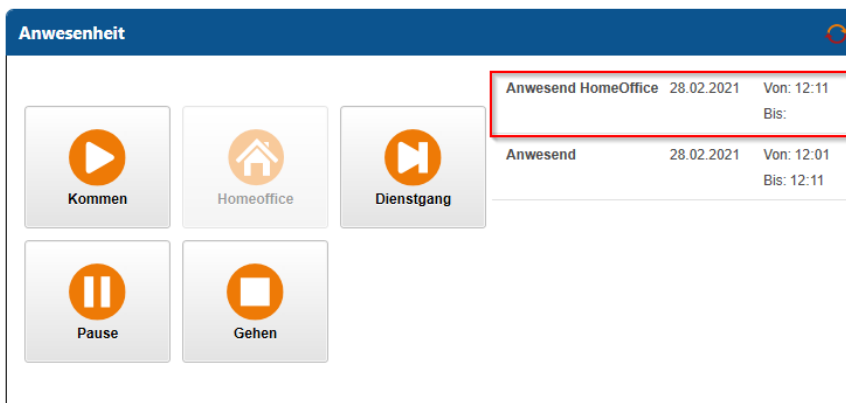 Anwesenheit
Anwesend HomeOffice 28.02.2021 Von: 12:11
Bis:
Anwesend 28.02.2021 Von: 12:01
Bis: 12:11
Kommen
Homeoffice
Dienstgang
Pause
Gehen